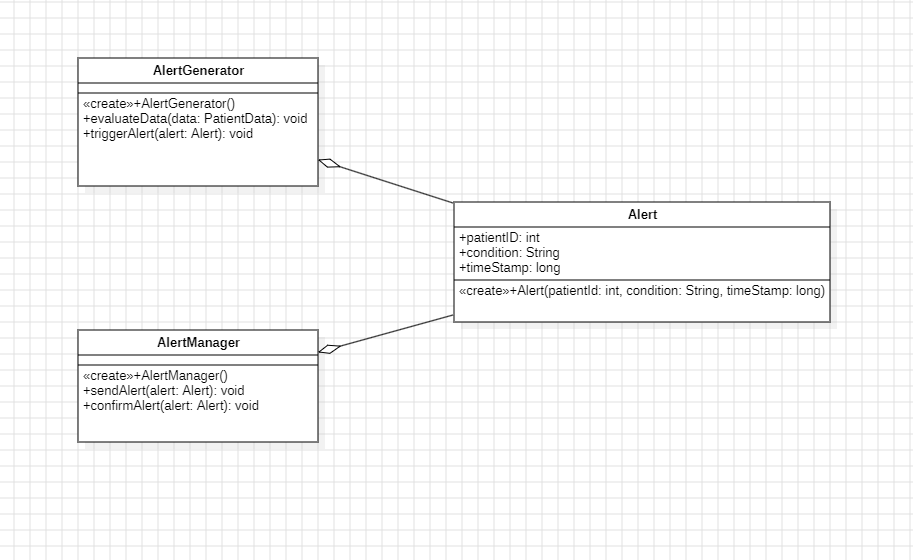 AlertGenerator
«create»+AlertGenerator()
+evaluateData(data: PatientData): void
+triggerAlert(alert: Alert): void
Alert
+patientID: int
+condition: String
+timeStamp: long
«create»+Alert(patientId: int, condition: String, timeStamp: long)
AlertManager
«create»+AlertManager()
+sendAlert(alert: Alert): void
+confirmAlert(alert: Alert): void